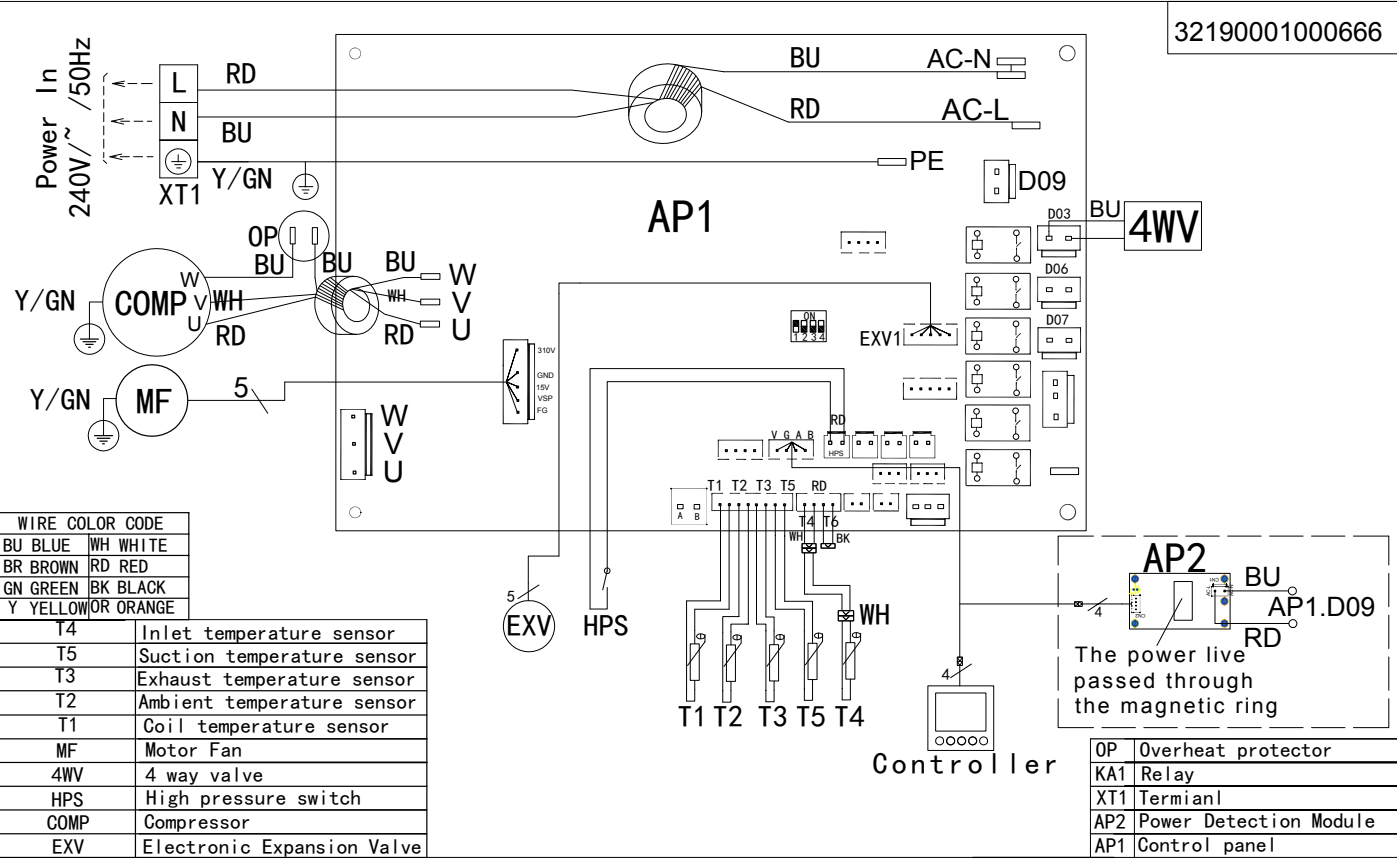 32190001000666
Power In
240V/~ /50Hz
L
N
XT1
RD
BU
Y/GN
BU
AC-N
RD
AC-L
PE
D09
AP1
D03
BU
4WV
D06
D07
OP
BU
BU
BU
W
WH
V
RD
U
Y/GN
COMP
W
V
U
WH
RD
ON
1 2 3 4
EXV1
310V
GND
15V
VSP
FG
Y/GN
MF
5
W
V
U
RD
V G A B
HPS
T1 T2 T3 T5 RD
A B
T4 T6
WH
BK
5
EXV
HPS
WH
T1 T2 T3 T5 T4
4
Controller
4
AP2
BU
AP1.D09
RD
The power live
passed through
the magnetic ring
WIRE COLOR CODE
BU BLUE WH WHITE
BR BROWN RD RED
GN GREEN BK BLACK
Y YELLOW OR ORANGE
T4 Inlet temperature sensor
T5 Suction temperature sensor
T3 Exhaust temperature sensor
T2 Ambient temperature sensor
T1 Coil temperature sensor
MF Motor Fan
4WV 4 way valve
HPS High pressure switch
COMP Compressor
EXV Electronic Expansion Valve
OP Overheat protector
KA1 Relay
XT1 Termianl
AP2 Power Detection Module
AP1 Control panel